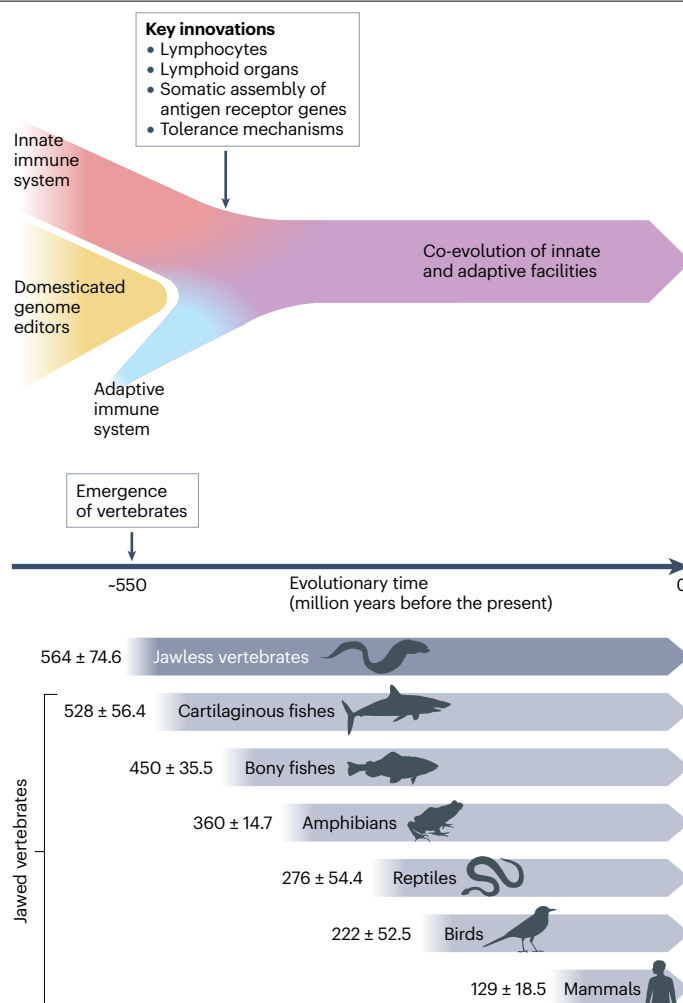 Key innovations
• Lymphocytes
• Lymphoid organs
• Somatic assembly of
antigen receptor genes
• Tolerance mechanisms
Innate
immune
system
Co-evolution of innate
and adaptive facilities
Domesticated
genome
editors
Adaptive
immune
system
Emergence
of vertebrates
~550
Evolutionary time
(million years before the present)
0
564 ± 74.6
Jawless vertebrates
Jawed vertebrates
528 ± 56.4
Cartilaginous fishes
450 ± 35.5
Bony fishes
360 ± 14.7
Amphibians
276 ± 54.4
Reptiles
222 ± 52.5
Birds
129 ± 18.5
Mammals